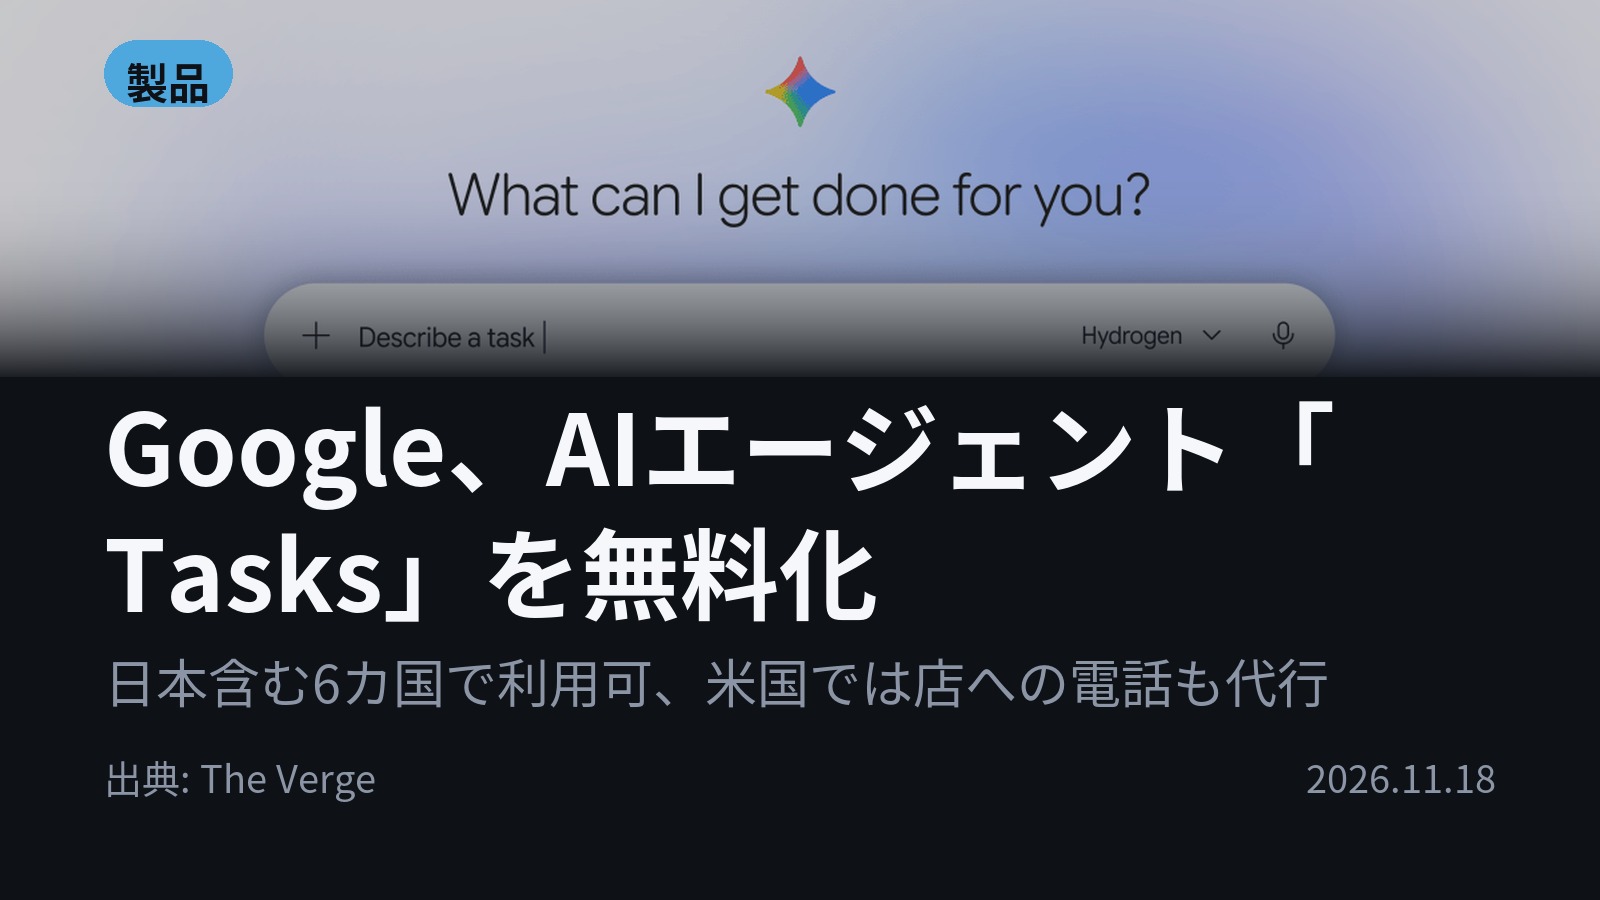 製品
What can I get done for you?
Describe a task
Hydrogen
Google、AIエージェント「
Tasks」を無料化
日本含む6カ国で利用可、米国では店への電話も代行
出典: The Verge
2026.11.18